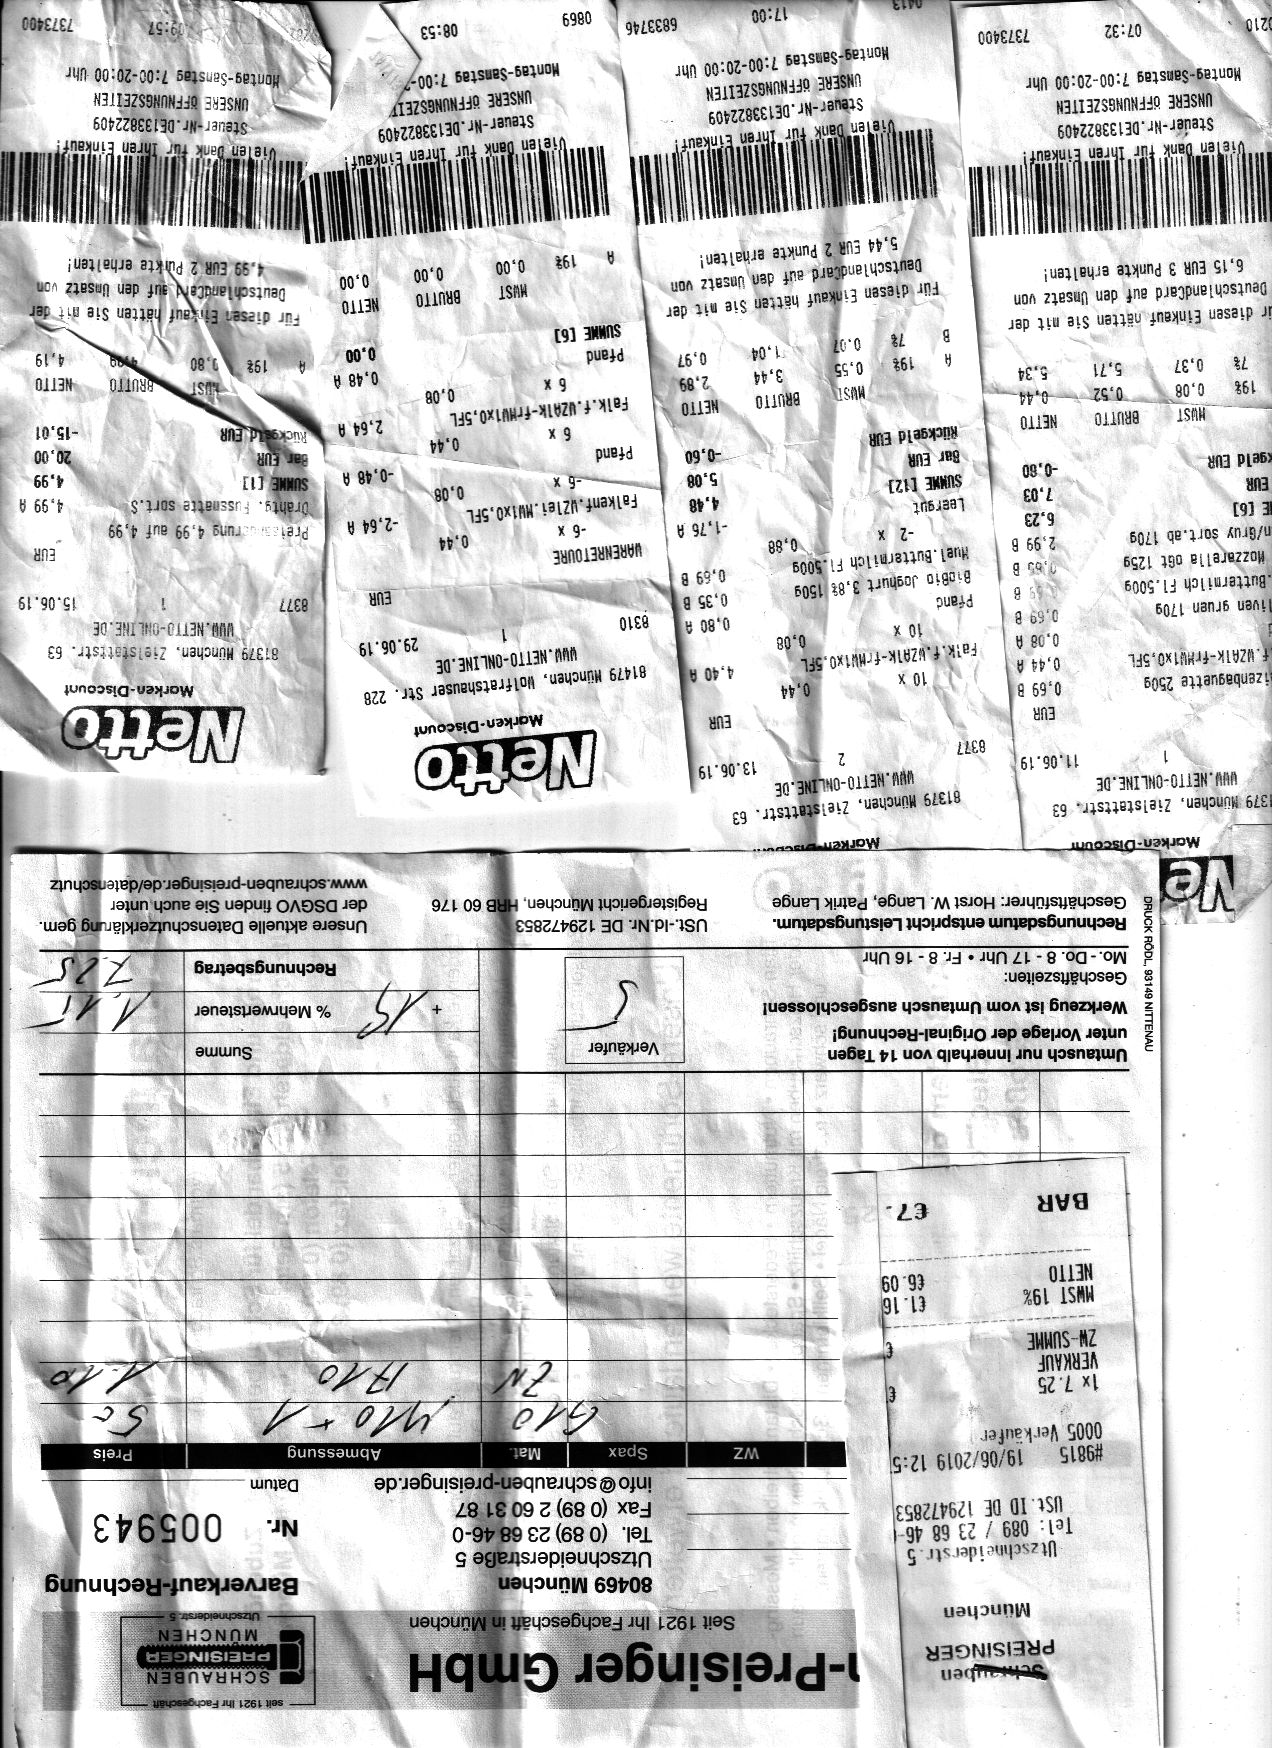 Schrauben
PREISINGER
München
Utzschneiderstr.5
Tel: 089 / 23 68 46-
USt.ID DE 129472853
#9815 19/06/2019 12:5
0005 Verkäufer
1x 7.25
VERKAUF €
ZW-SUMME €
MWST 19% €1.16
NETTO €6.09
BAR €7.
n-Preisinger GmbH
Seit 1921 Ihr Fachgeschäft in München
seit 1921 Ihr Fachgeschäft
SCHRAUBEN
PREISINGER
MÜNCHEN
Utzschneiderstr. 5
80469 München
Utzschneiderstraße 5
Tel. (0 89) 23 68 46-0
Fax (0 89) 2 60 31 87
info@schrauben-preisinger.de
Barverkauf-Rechnung
Nr. 005943
Datum
WZ Spax Mat. Abmessung Preis
G10 M10 x 1
ZN 1710 1.10
Umtausch nur innerhalb von 14 Tagen
unter Vorlage der Original-Rechnung!
Werkzeug ist vom Umtausch ausgeschlossen!
Geschäftszeiten:
Mo.- Do. 8 - 17 Uhr • Fr. 8 - 16 Uhr
Verkäufer
Summe
+ 19 % Mehrwertsteuer 1.15
Rechnungsbetrag 7.25
Rechnungsdatum entspricht Leistungsdatum.
Geschäftsführer: Horst W. Lange, Patrik Lange
USt.-Id.Nr. DE 129472853
Registergericht München, HRB 60 176
Unsere aktuelle Datenschutzerklärung gem.
der DSGVO finden Sie auch unter
www.schrauben-preisinger.de/datenschutz
DRUCK RÖDL, 93149 NITTENAU
Ne
Marken-Discount
379 München, Zielstattstr. 63
WWW.NETTO-ONLINE.DE
1 11.06.19
EUR
izenbaguette 250g 0,69 B
f.WZA1k-frMW1x0,5FL 0,44 A
0,08 A
liven gruen 170g 0,69 B
.Buttermilch Fl.500g
Mozzarella oGt 125g B
n/Gruy sort.ab 170g 2,99 B
E [6] 6,23
EUR 7,03
kgeld EUR -0,80
MWST BRUTTO NETTO
19% 0,08 0,52 0,44
7% 0,37 5,71 5,34
ür diesen Einkauf hätten Sie mit der
DeutschlandCard auf den Umsatz von
6,15 EUR 3 Punkte erhalten!
Vielen Dank für Ihren Einkauf!
Steuer-Nr.DE133822409
UNSERE ÖFFNUNGSZEITEN
Montag-Samstag 7:00-20:00 Uhr
0210 07:32 7373400
Marken-Discount
81379 München, Zielstattstr. 63
WWW.NETTO-ONLINE.DE
8377 2 13.06.19
EUR
10 x 0,44
Falk.f.WZA1k-frMW1x0,5FL 4,40 A
10 x 0,08
Pfand 0,80 A
BioBio Joghurt 3,8% 150g 0,35 B
Muel.Buttermilch Fl.500g 0,69 B
-2 x 0,88
Leergut -1,76 A
SUMME [12] 4,48
Bar EUR 5,08
Rückgeld EUR -0,60
MWST BRUTTO NETTO
A 19% 0,55 3,44 2,89
B 7% 0,07 1,04 0,97
Für diesen Einkauf hätten Sie mit der
DeutschlandCard auf den Umsatz von
5,44 EUR 2 Punkte erhalten!
Vielen Dank für Ihren Einkauf!
Steuer-Nr.DE133822409
UNSERE ÖFFNUNGSZEITEN
Montag-Samstag 7:00-20:00 Uhr
0413 17:00 6833746
Netto
Marken-Discount
81479 München, Wolfratshauser Str. 228
WWW.NETTO-ONLINE.DE
8310 1 29.06.19
EUR
WARENRETOURE
-6 x 0,44
Falkenf.WZlei.MW1x0,5FL -2,64 A
-6 x 0,08
Pfand -0,48 A
6 x 0,44
Falk.f.WZA1k-frMW1x0,5FL 2,64 A
6 x 0,08
Pfand 0,48 A
SUMME [6] 0,00
MWST BRUTTO NETTO
A 19% 0,00 0,00 0,00
Vielen Dank für Ihren Einkauf!
Steuer-Nr.DE133822409
UNSERE ÖFFNUNGSZEIT
Montag-Samstag 7:00-
0869 08:53
Netto
Marken-Discount
81379 München, Zielstattstr. 63
WWW.NETTO-ONLINE.DE
8377 1 15.06.19
EUR
4,99 auf 4,99
Drahtg. Fussmatte sort.S 4,99 A
SUMME [1] 4,99
Bar EUR 20,00
Rückgeld EUR -15,01
MWST BRUTTO NETTO
A 19% 0,80 4,99 4,19
Für diesen Einkauf hätten Sie mit der
DeutschlandCard auf den Umsatz von
4,99 EUR 2 Punkte erhalten!
Vielen Dank für Ihren Einkauf!
Steuer-Nr.DE133822409
UNSERE ÖFFNUNGSZEITEN
Montag-Samstag 7:00-20:00 Uhr
7373400